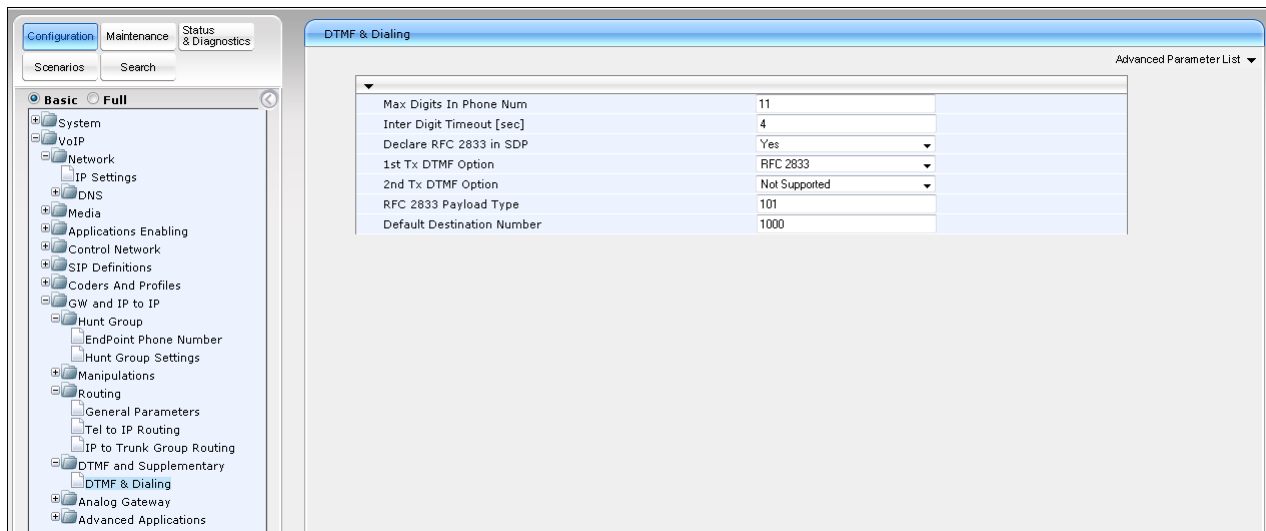 Configuration Maintenance Status & Diagnostics
Scenarios Search
Basic Full
System
VoIP
Network
IP Settings
DNS
Media
Applications Enabling
Control Network
SIP Definitions
Coders And Profiles
GW and IP to IP
Hunt Group
EndPoint Phone Number
Hunt Group Settings
Manipulations
Routing
General Parameters
Tel to IP Routing
IP to Trunk Group Routing
DTMF and Supplementary
DTMF & Dialing
Analog Gateway
Advanced Applications
DTMF & Dialing
Advanced Parameter List
Max Digits In Phone Num 11
Inter Digit Timeout [sec] 4
Declare RFC 2833 in SDP Yes
1st Tx DTMF Option RFC 2833
2nd Tx DTMF Option Not Supported
RFC 2833 Payload Type 101
Default Destination Number 1000